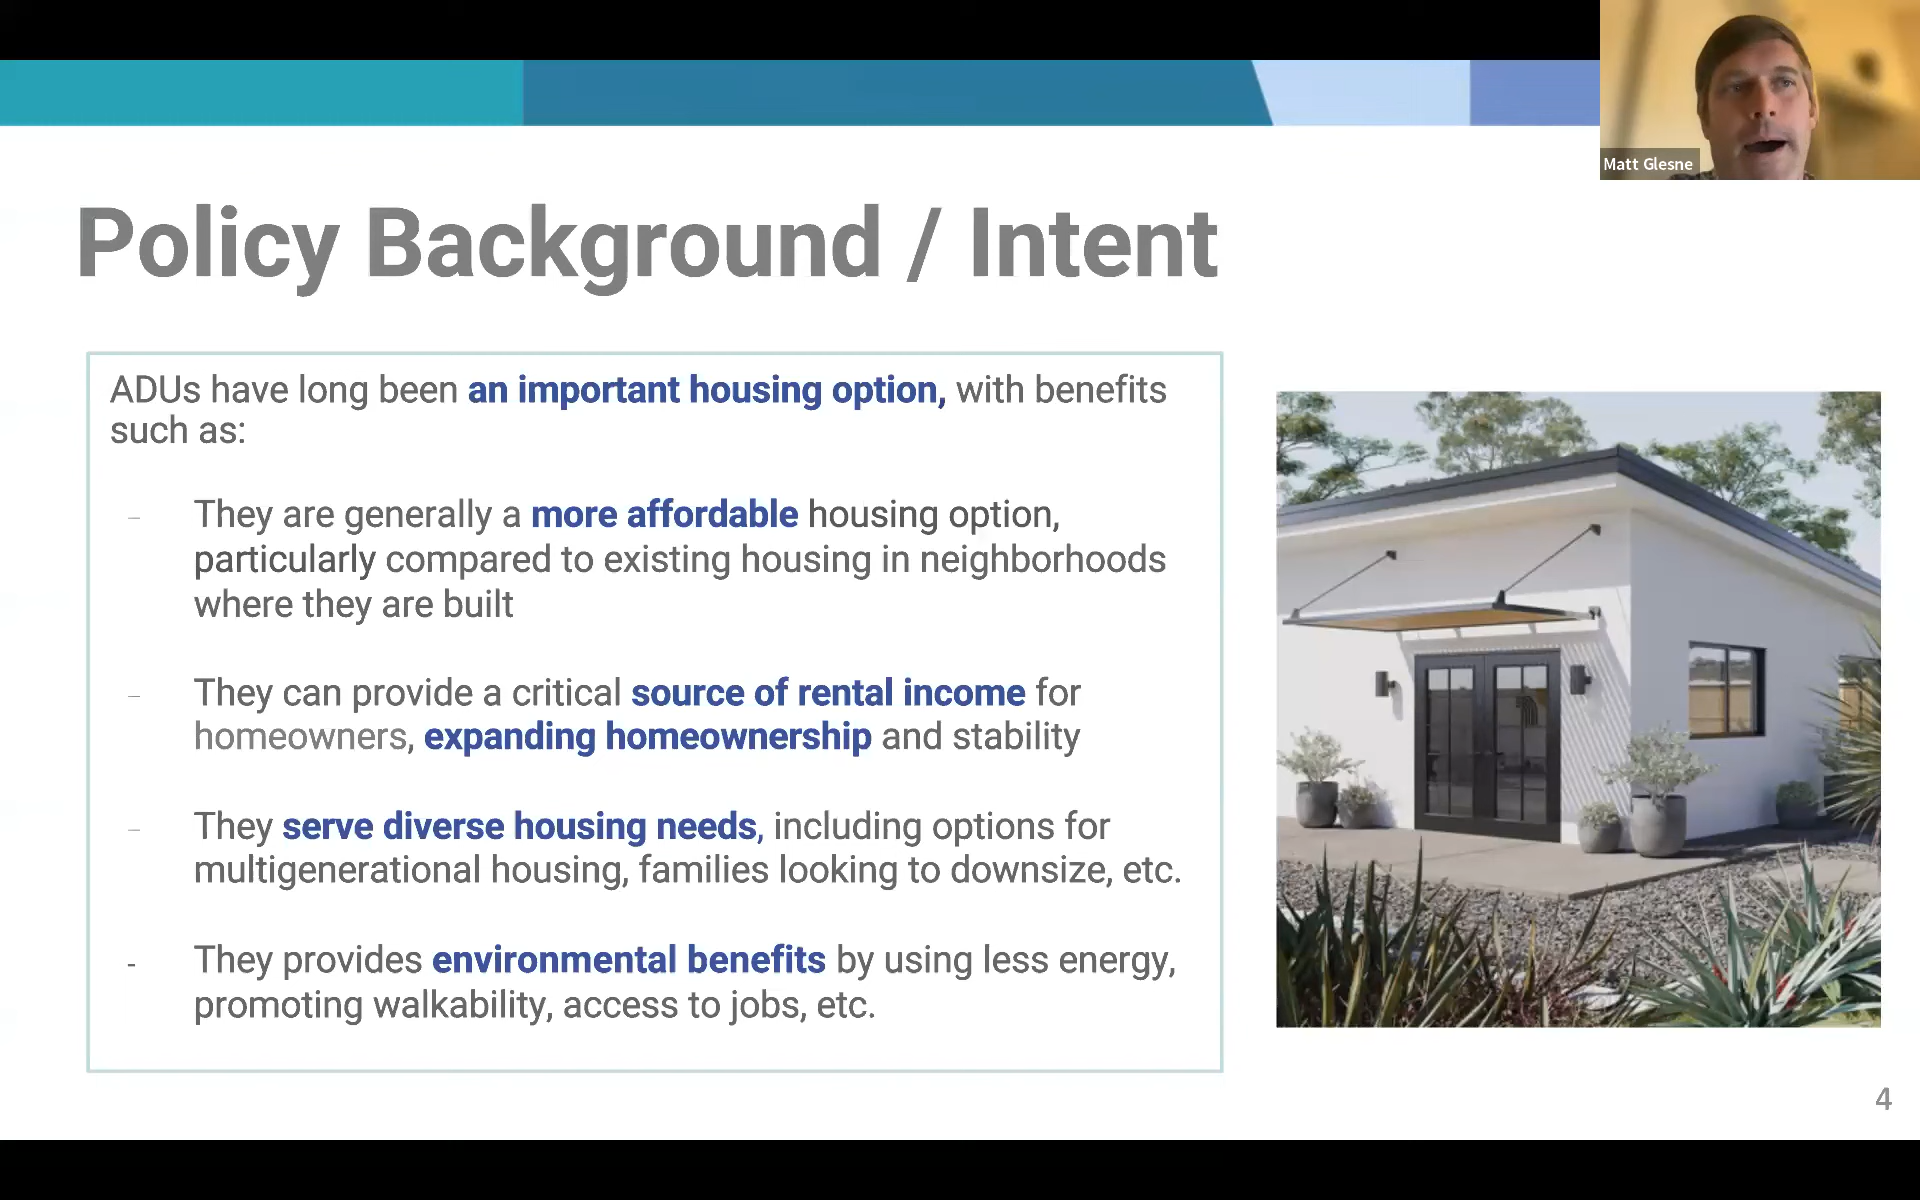 Matt Glesne
Policy Background / Intent
ADUs have long been an important housing option, with benefits
such as:
– They are generally a more affordable housing option,
particularly compared to existing housing in neighborhoods
where they are built
– They can provide a critical source of rental income for
homeowners, expanding homeownership and stability
– They serve diverse housing needs, including options for
multigenerational housing, families looking to downsize, etc.
- They provides environmental benefits by using less energy,
promoting walkability, access to jobs, etc.
4